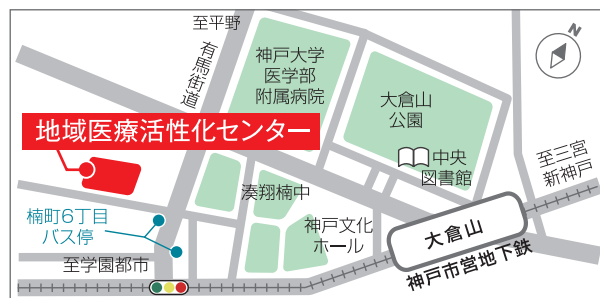 至平野
有馬街道
神戸大学
医学部
附属病院
大倉山
公園
N
地域医療活性化センター
中央
図書館
至三宮
新神戸
湊翔楠中
楠町6丁目
バス停
神戸文化
ホール
大倉山
神戸市営地下鉄
至学園都市